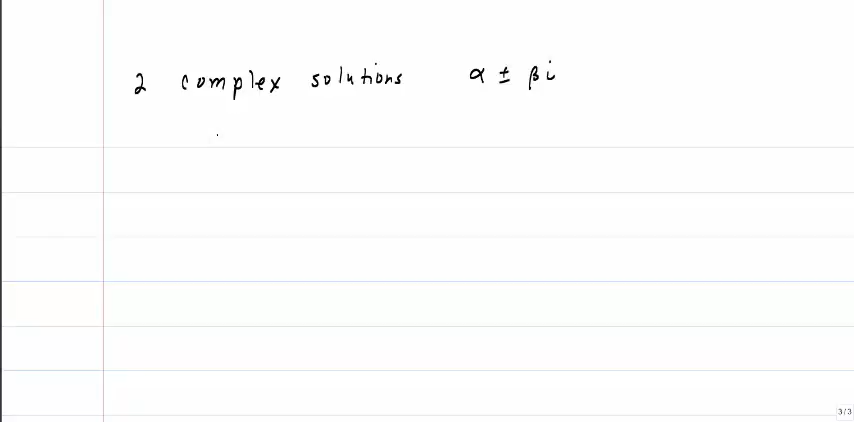 2 complex solutions α ± βi
3/3